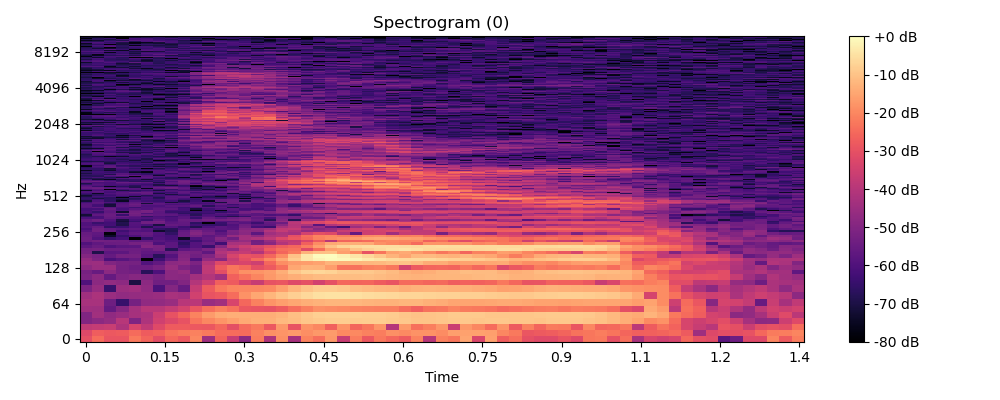 Spectrogram (0)
8192
4096
2048
1024
512
256
128
64
0
Hz
0 0.15 0.3 0.45 0.6 0.75 0.9 1.1 1.2 1.4
Time
+0 dB
-10 dB
-20 dB
-30 dB
-40 dB
-50 dB
-60 dB
-70 dB
-80 dB